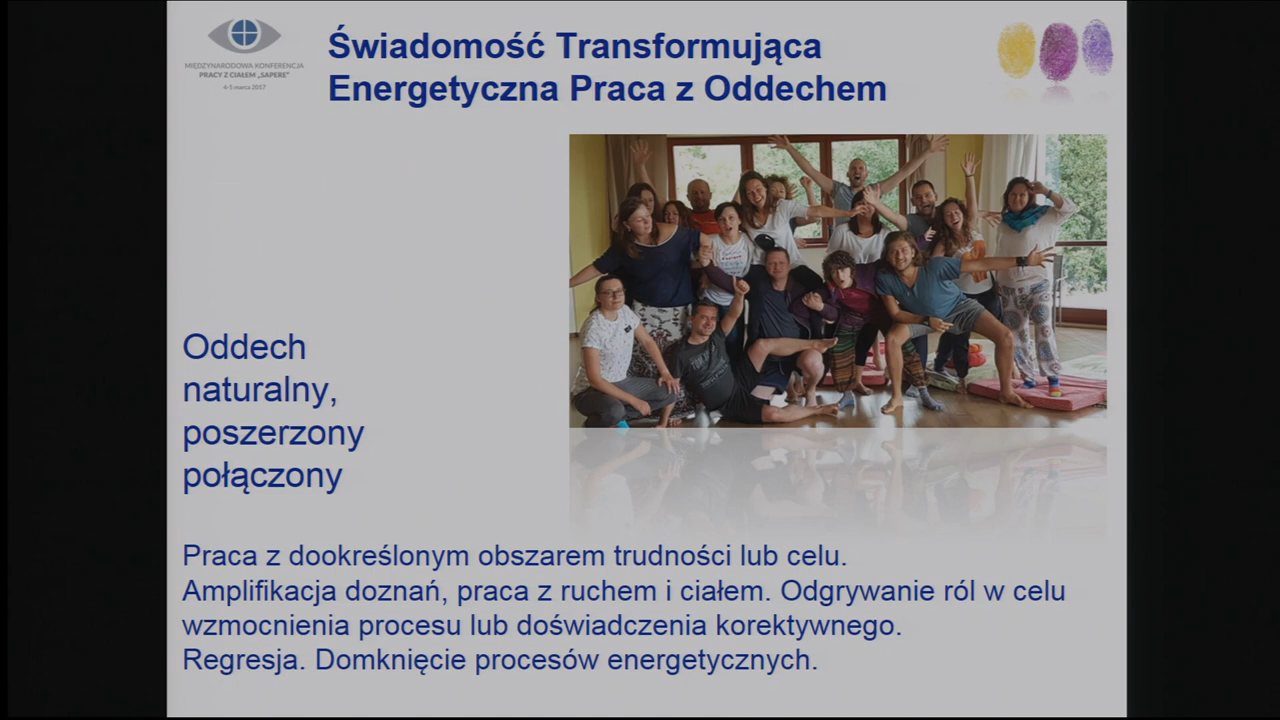 MIĘDZYNARODOWA KONFERENCJA
PRACY Z CIAŁEM „SAPERE"
4-5 marca 2017
Świadomość Transformująca
Energetyczna Praca z Oddechem
Oddech
naturalny,
poszerzony
połączony
Praca z dookreślonym obszarem trudności lub celu.
Amplifikacja doznań, praca z ruchem i ciałem. Odgrywanie ról w celu
wzmocnienia procesu lub doświadczenia korektywnego.
Regresja. Domknięcie procesów energetycznych.